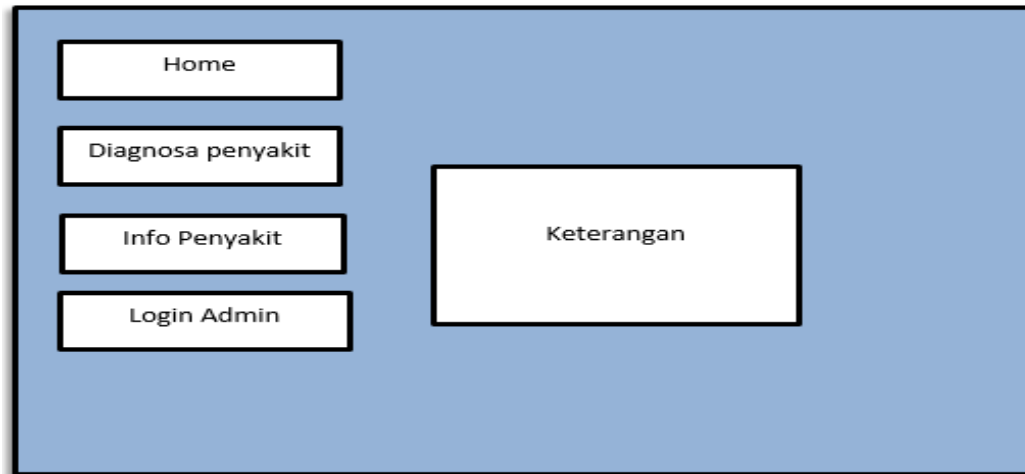 Home
Diagnosa penyakit
Info Penyakit
Login Admin
Keterangan